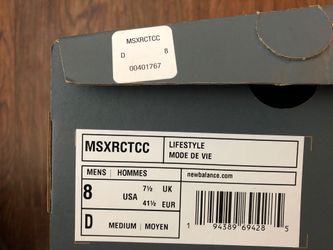 MSXRCTCC
D 8
00401767
MSXRCTCC
LIFESTYLE
MODE DE VIE
MENS | HOMMES
newbalance.com
8 USA
7½ UK
41½ EUR
D MEDIUM | MOYEN
1 94389 69428 5